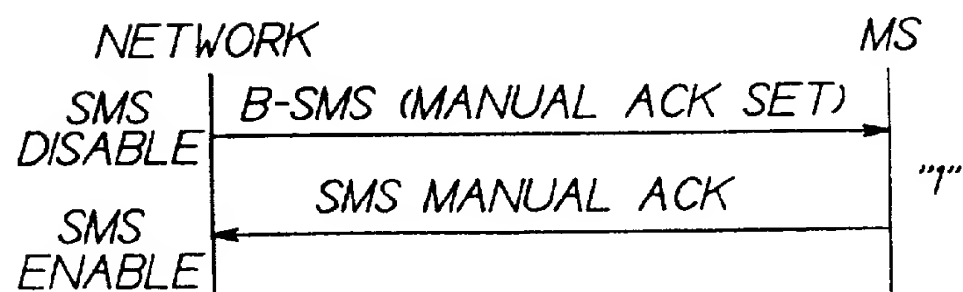 NETWORK
MS
SMS
DISABLE
B-SMS (MANUAL ACK SET)
"1"
SMS MANUAL ACK
SMS
ENABLE